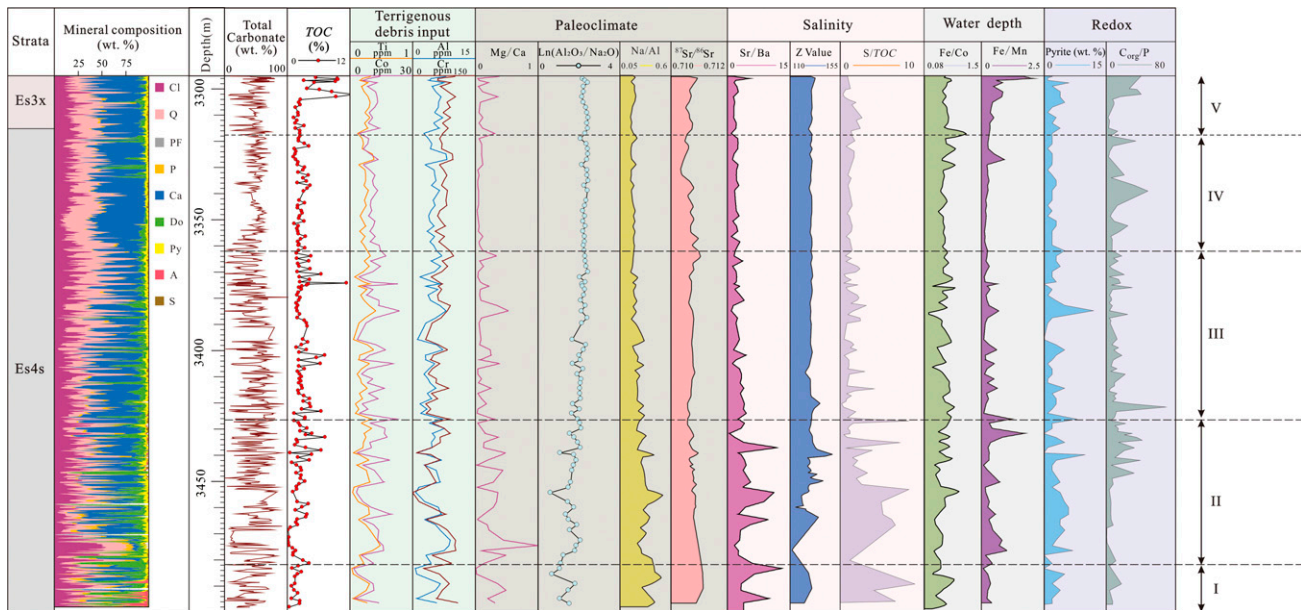 Strata
Mineral composition
(wt. %)
25 50 75
Depth(m)
Total
Carbonate
wt. %
0 100
TOC
(%)
0 12
Terrigenous
debris input
Ti
0 ppm 1
Co
0 ppm 30
Al
0 ppm 15
Cr
0 ppm 150
Paleoclimate
Mg/Ca
0 1
Ln(Al₂O₃/Na₂O)
0 4
Na/Al
0.05 0.6
⁸⁷Sr/⁸⁶Sr
0.710 0.712
Salinity
Sr/Ba
0 15
Z Value
110 155
S/TOC
0 10
Water depth
Fe/Co
0.08 1.5
Fe/Mn
0 2.5
Redox
Pyrite (wt. %)
0 15
Corg/P
0 80
Es3x
Es4s
Cl
Q
PF
P
Ca
Do
Py
A
S
3300
3350
3400
3450
V
IV
III
II
I